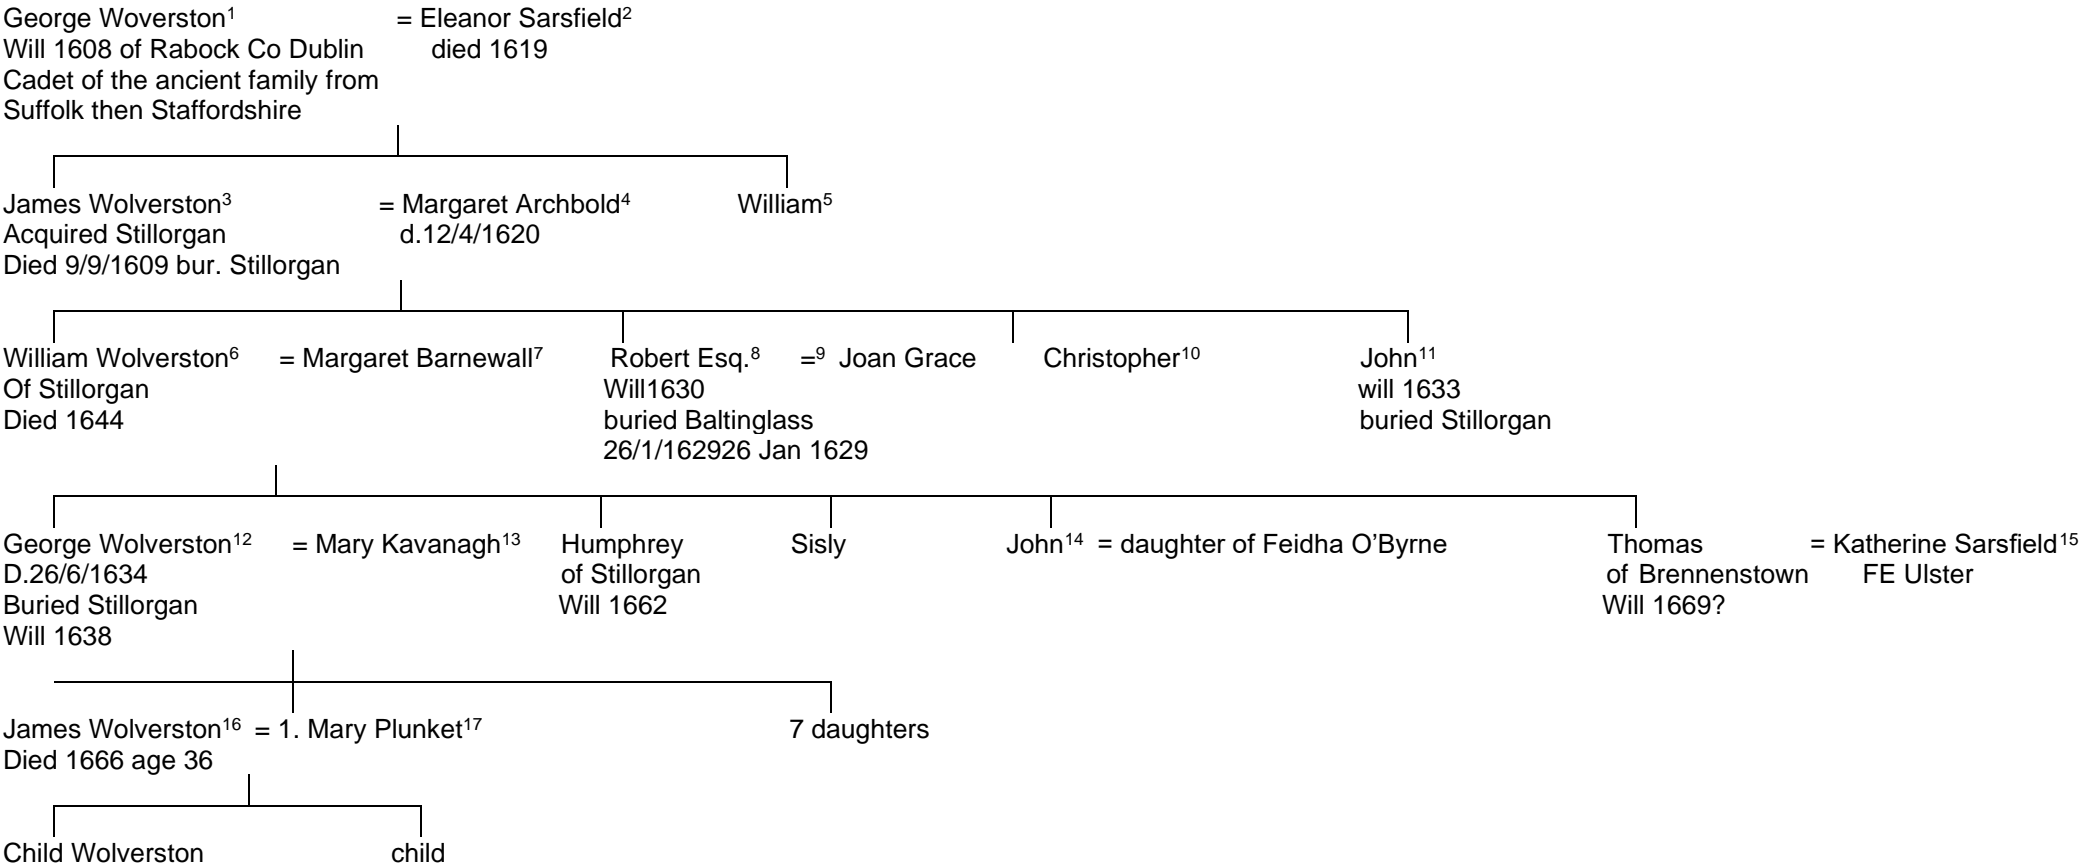 George Woverston¹ = Eleanor Sarsfield²
Will 1608 of Rabock Co Dublin died 1619
Cadet of the ancient family from
Suffolk then Staffordshire
James Wolverston³ = Margaret Archbold⁴ William⁵
Acquired Stillorgan d.12/4/1620
Died 9/9/1609 bur. Stillorgan
William Wolverston⁶ = Margaret Barnewall⁷ Robert Esq.⁸ =⁹ Joan Grace Christopher¹⁰ John¹¹
Of Stillorgan Will1630 will 1633
Died 1644 buried Baltinglass buried Stillorgan
26/1/162926 Jan 1629
George Wolverston¹² = Mary Kavanagh¹³ Humphrey Sisly John¹⁴ = daughter of Feidha O’Byrne Thomas = Katherine Sarsfield¹⁵
D.26/6/1634 of Stillorgan of Brennenstown FE Ulster
Buried Stillorgan Will 1662 Will 1669?
Will 1638
James Wolverston¹⁶ = 1. Mary Plunket¹⁷ 7 daughters
Died 1666 age 36
Child Wolverston child